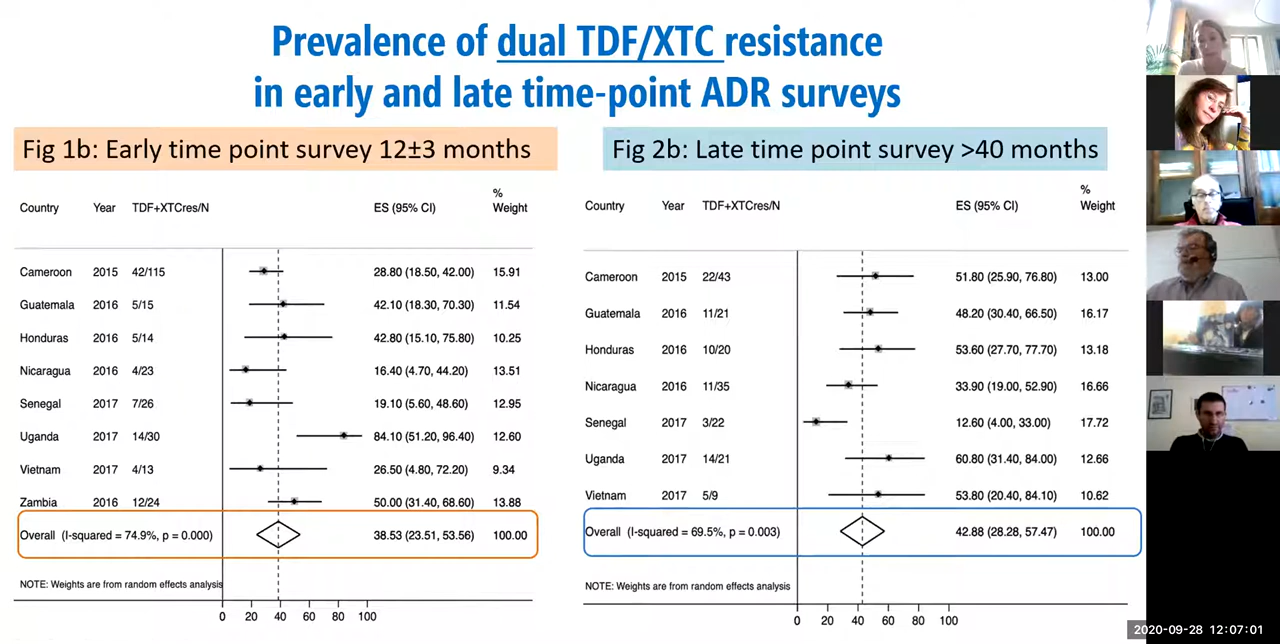 Prevalence of dual TDF/XTC resistance
in early and late time-point ADR surveys
Fig 1b: Early time point survey 12±3 months
%
Country Year TDF+XTCres/N ES (95% CI) Weight
Cameroon 2015 42/115 28.80 (18.50, 42.00) 15.91
Guatemala 2016 5/15 42.10 (18.30, 70.30) 11.54
Honduras 2016 5/14 42.80 (15.10, 75.80) 10.25
Nicaragua 2016 4/23 16.40 (4.70, 44.20) 13.51
Senegal 2017 7/26 19.10 (5.60, 48.60) 12.95
Uganda 2017 14/30 84.10 (51.20, 96.40) 12.60
Vietnam 2017 4/13 26.50 (4.80, 72.20) 9.34
Zambia 2016 12/24 50.00 (31.40, 68.60) 13.88
Overall (I-squared = 74.9%, p = 0.000) 38.53 (23.51, 53.56) 100.00
NOTE: Weights are from random effects analysis
0 20 40 60 80 100
Fig 2b: Late time point survey >40 months
%
Country Year TDF+XTCres/N ES (95% CI) Weight
Cameroon 2015 22/43 51.80 (25.90, 76.80) 13.00
Guatemala 2016 11/21 48.20 (30.40, 66.50) 16.17
Honduras 2016 10/20 53.60 (27.70, 77.70) 13.18
Nicaragua 2016 11/35 33.90 (19.00, 52.90) 16.66
Senegal 2017 3/22 12.60 (4.00, 33.00) 17.72
Uganda 2017 14/21 60.80 (31.40, 84.00) 12.66
Vietnam 2017 5/9 53.80 (20.40, 84.10) 10.62
Overall (I-squared = 69.5%, p = 0.003) 42.88 (28.28, 57.47) 100.00
NOTE: Weights are from random effects analysis
0 20 40 60 80 100
2020-09-28 12:07:01